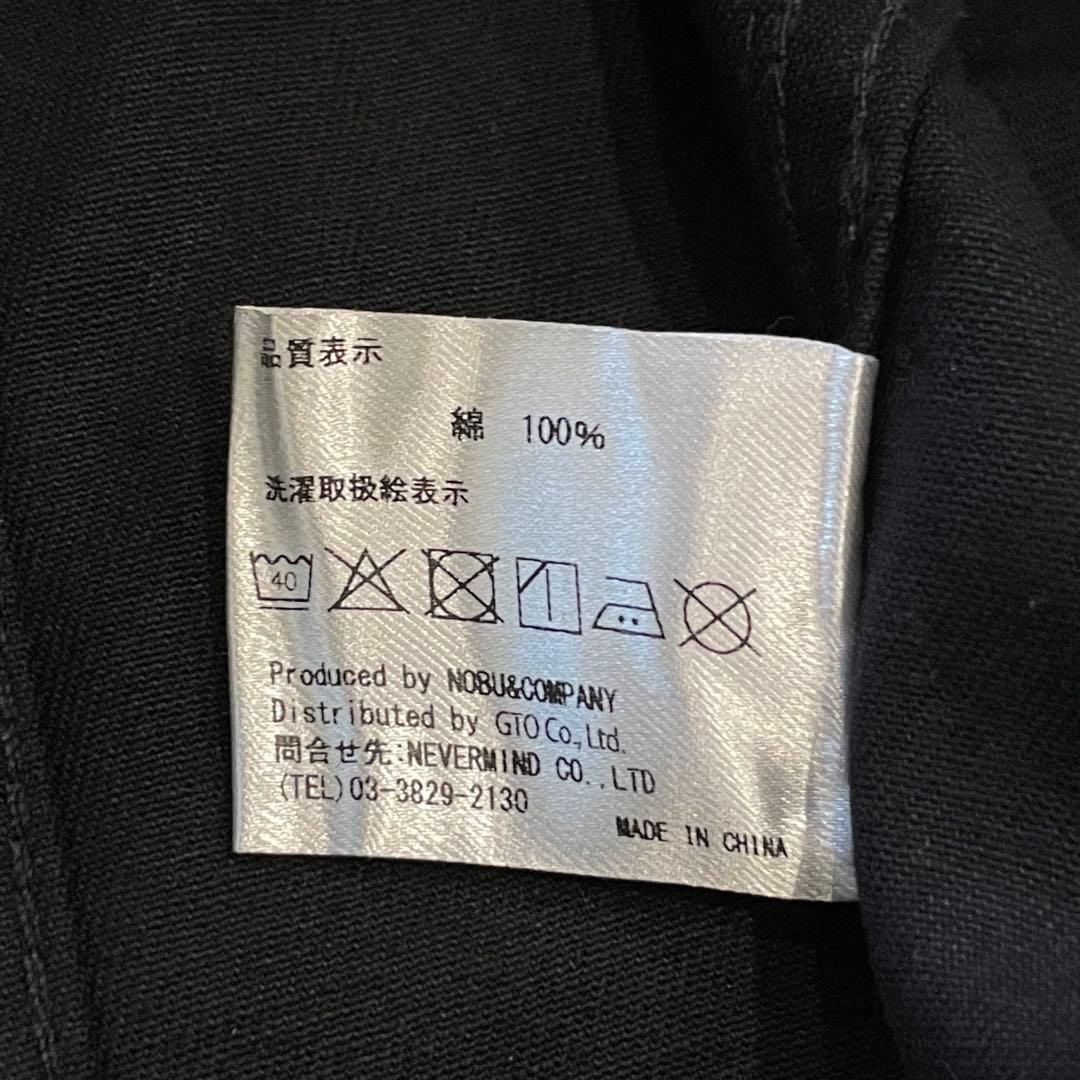 品質表示
綿 100%
洗濯取扱絵表示
40
Produced by NOBU&COMPANY
Distributed by GTO Co., Ltd.
問合せ先:NEVERMIND CO.,LTD
(TEL)03-3829-2130
MADE IN CHINA